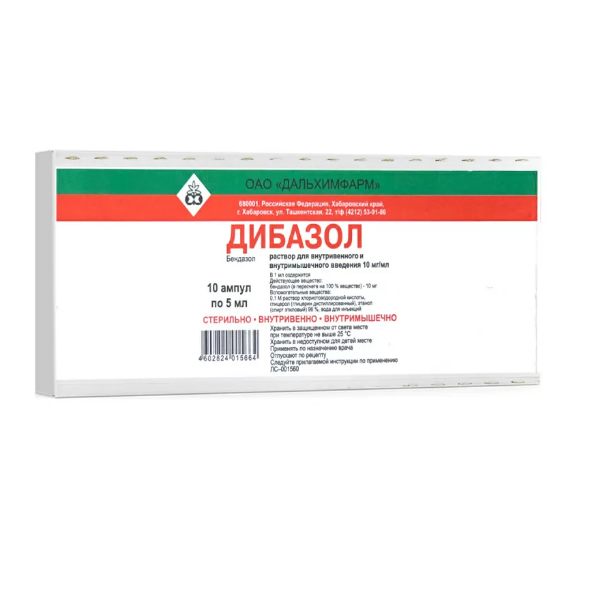 ОАО «ДАЛЬХИМФАРМ»
680001, Российская Федерация, Хабаровский край,
г. Хабаровск, ул. Ташкентская, 22, т/ф (4212) 53-91-86
ДИБАЗОЛ
Бендазол
раствор для внутривенного и
внутримышечного введения 10 мг/мл
10 ампул
по 5 мл
В 1 мл содержится
Действующее вещество:
бендазол (в пересчете на 100 % вещество) - 10 мг
Вспомогательные вещества:
0,1 М раствор хлористоводородной кислоты,
глицерол (глицерин дистиллированный), этанол
(спирт этиловый) 96 %, вода для инъекций
СТЕРИЛЬНО • ВНУТРИВЕННО • ВНУТРИМЫШЕЧНО
Хранить в защищенном от света месте
при температуре не выше 25 °C
Хранить в недоступном для детей месте
Применять по назначению врача
Отпускают по рецепту
Следуйте прилагаемой инструкции по применению
ЛС-001560
4602824015864